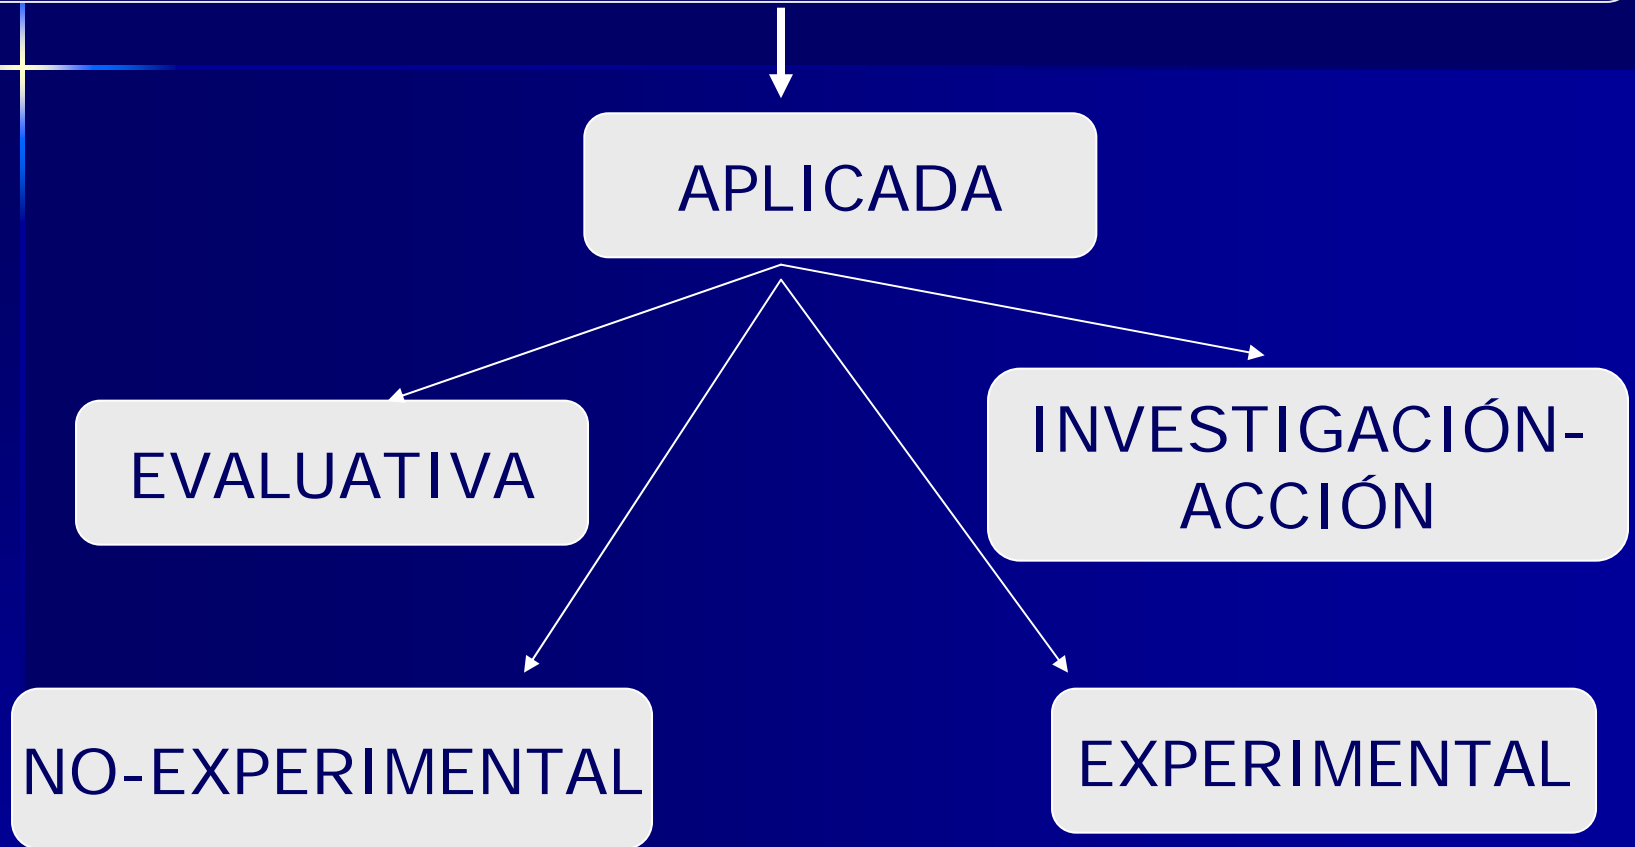 APLICADA
EVALUATIVA
INVESTIGACIÓN-
ACCIÓN
NO-EXPERIMENTAL
EXPERIMENTAL